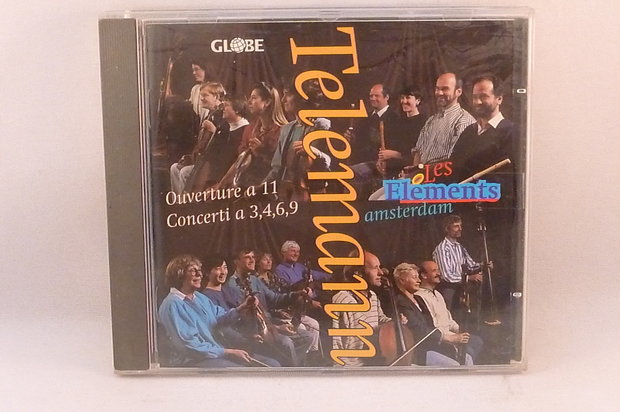 GLOBE
Telemann
Ouverture a 11
Concerti a 3,4,6,9
Les
Elements
amsterdam